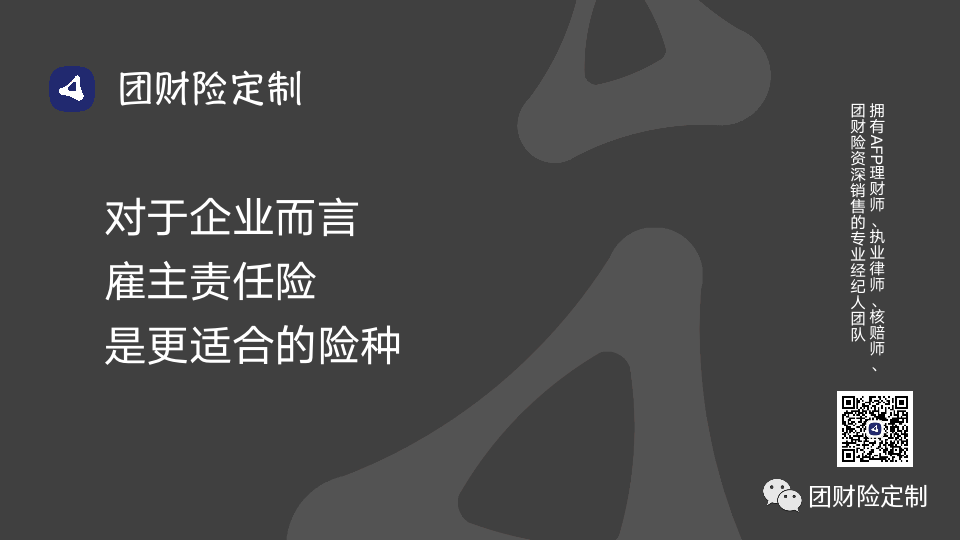 团财险定制
对于企业而言
雇主责任险
是更适合的险种
拥有AFP理财师、执业律师、核赔师、
团财险资深销售的专业经纪人团队
团财险定制